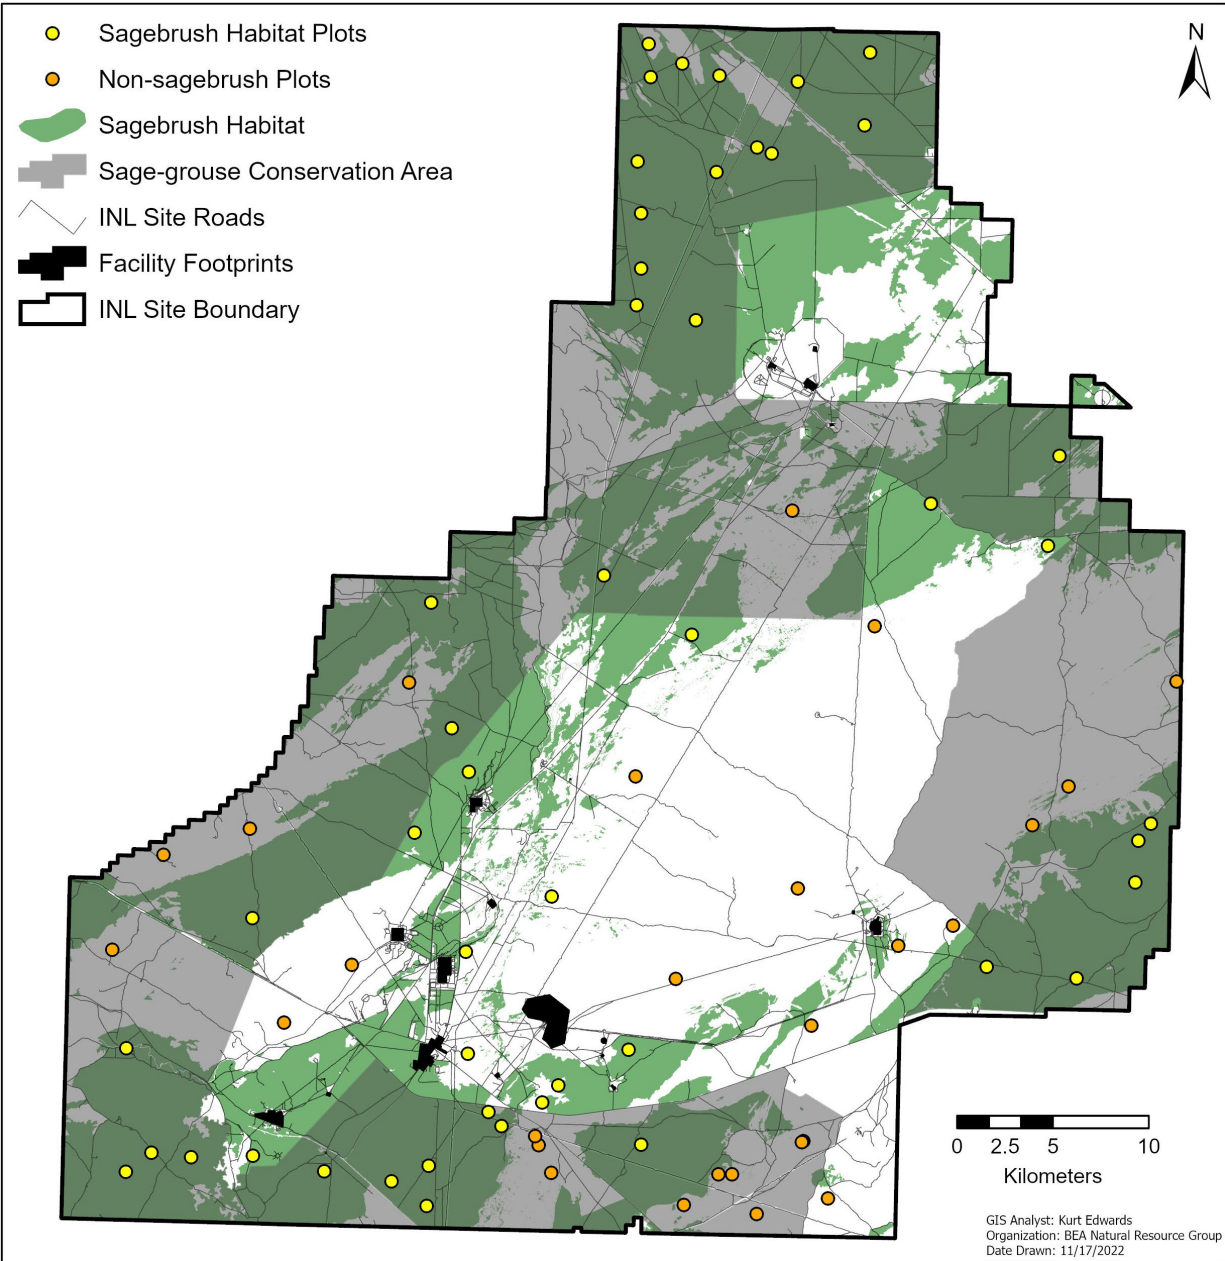 Sagebrush Habitat Plots
Non-sagebrush Plots
Sagebrush Habitat
Sage-grouse Conservation Area
INL Site Roads
Facility Footprints
INL Site Boundary
N
0 2.5 5 10
Kilometers
GIS Analyst: Kurt Edwards
Organization: BEA Natural Resource Group
Date Drawn: 11/17/2022